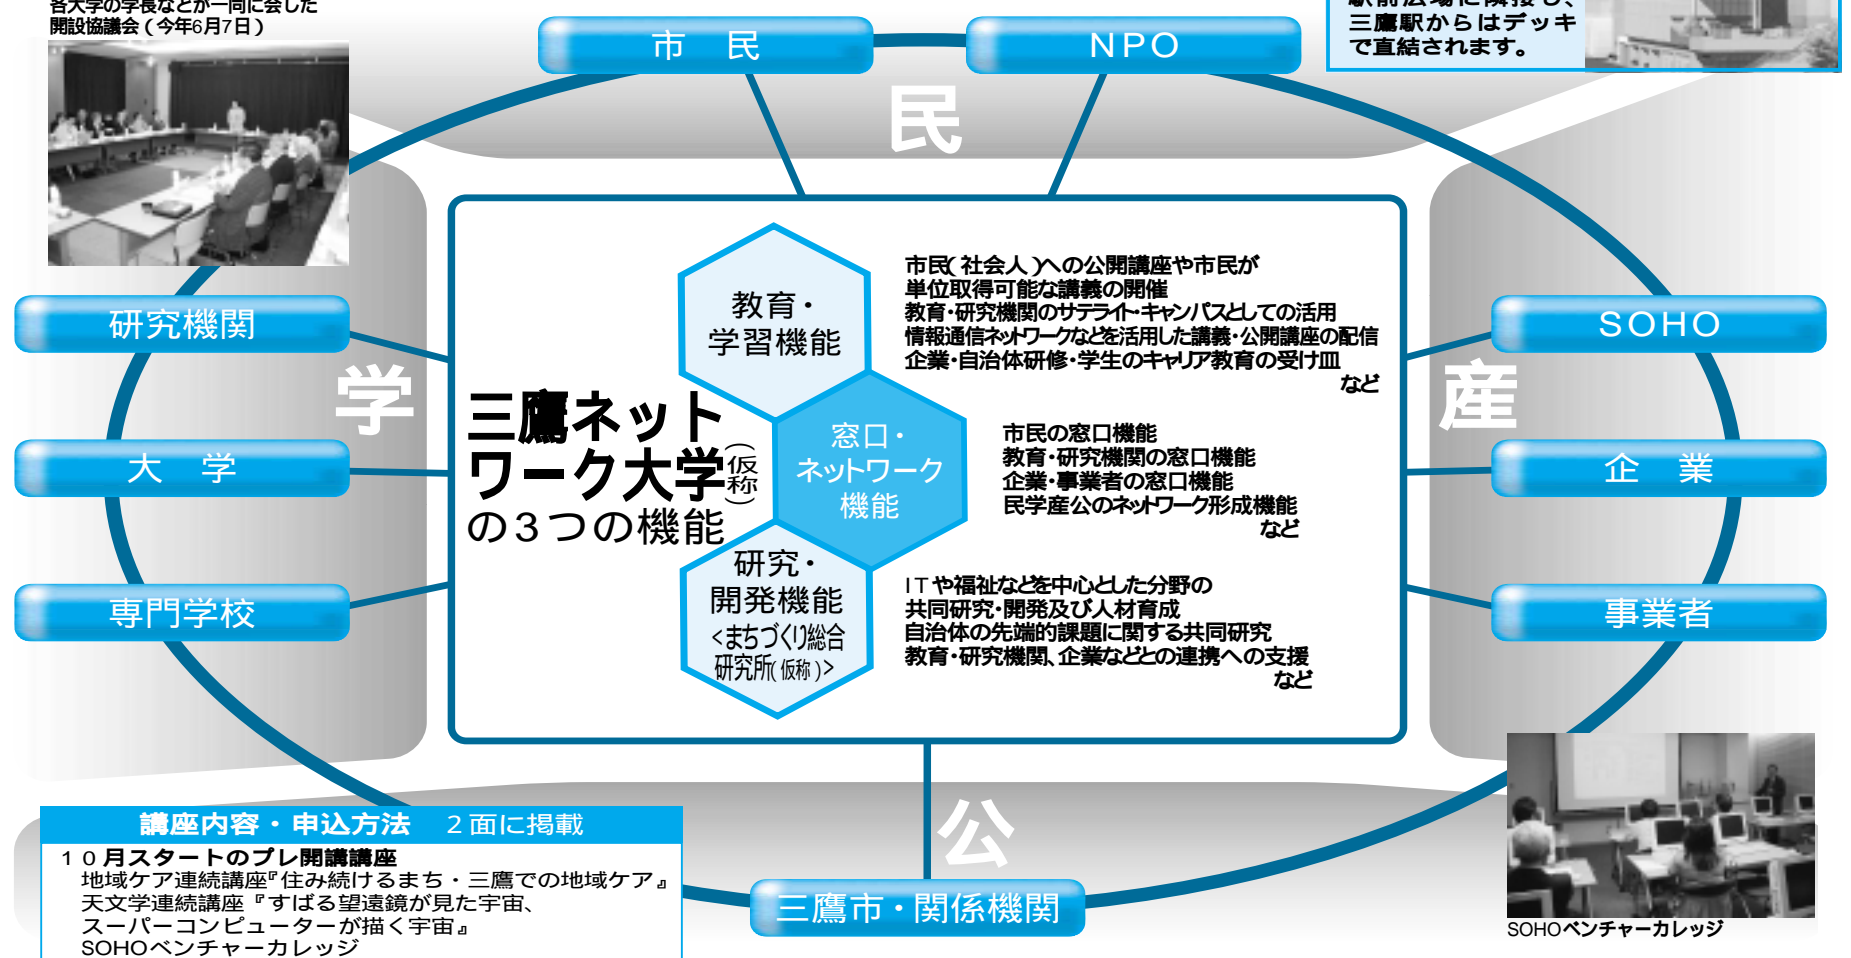 各大学の学長などが一同に会した
開設協議会(今年6月7日)
駅前広場に隣接し、
三鷹駅からはデッキ
で直結されます。
市 民
NPO
民
研究機関
大 学
専門学校
学
三鷹ネット
ワーク大学(仮称)
の3つの機能
教育・
学習機能
市民(社会人)への公開講座や市民が
単位取得可能な講義の開催
教育・研究機関のサテライト・キャンパスとしての活用
情報通信ネットワークなどを活用した講義・公開講座の配信
企業・自治体研修・学生のキャリア教育の受け皿
など
窓口・
ネットワーク
機能
市民の窓口機能
教育・研究機関の窓口機能
企業・事業者の窓口機能
民学産公のネットワーク形成機能
など
研究・
開発機能
<まちづくり総合
研究所(仮称)>
ITや福祉などを中心とした分野の
共同研究・開発及び人材育成
自治体の先端的課題に関する共同研究
教育・研究機関、企業などとの連携への支援
など
産
SOHO
企 業
事業者
公
三鷹市・関係機関
講座内容・申込方法 2面に掲載
10月スタートのプレ開講講座
地域ケア連続講座『住み続けるまち・三鷹での地域ケア』
天文学連続講座『すばる望遠鏡が見た宇宙、
スーパーコンピューターが描く宇宙』
SOHOベンチャーカレッジ
SOHOベンチャーカレッジ